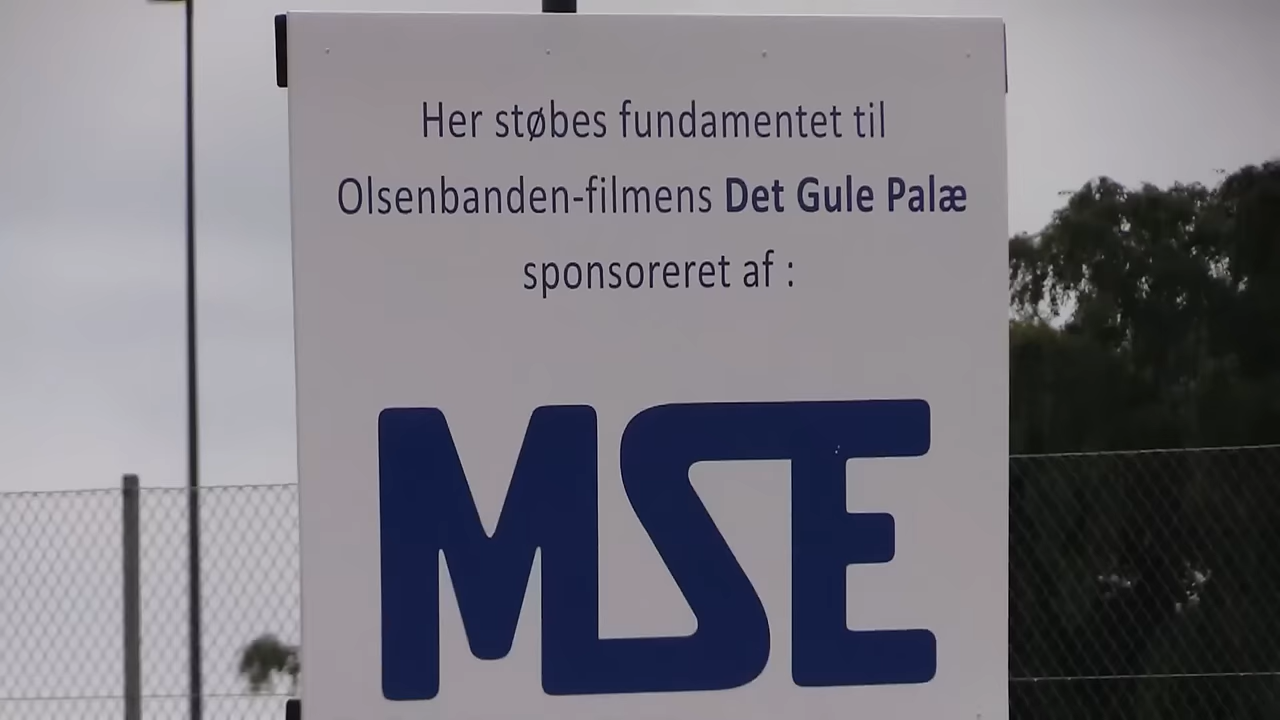 Her støbes fundamentet til
Olsenbanden-filmens Det Gule Palæ
sponsoreret af :
MSE